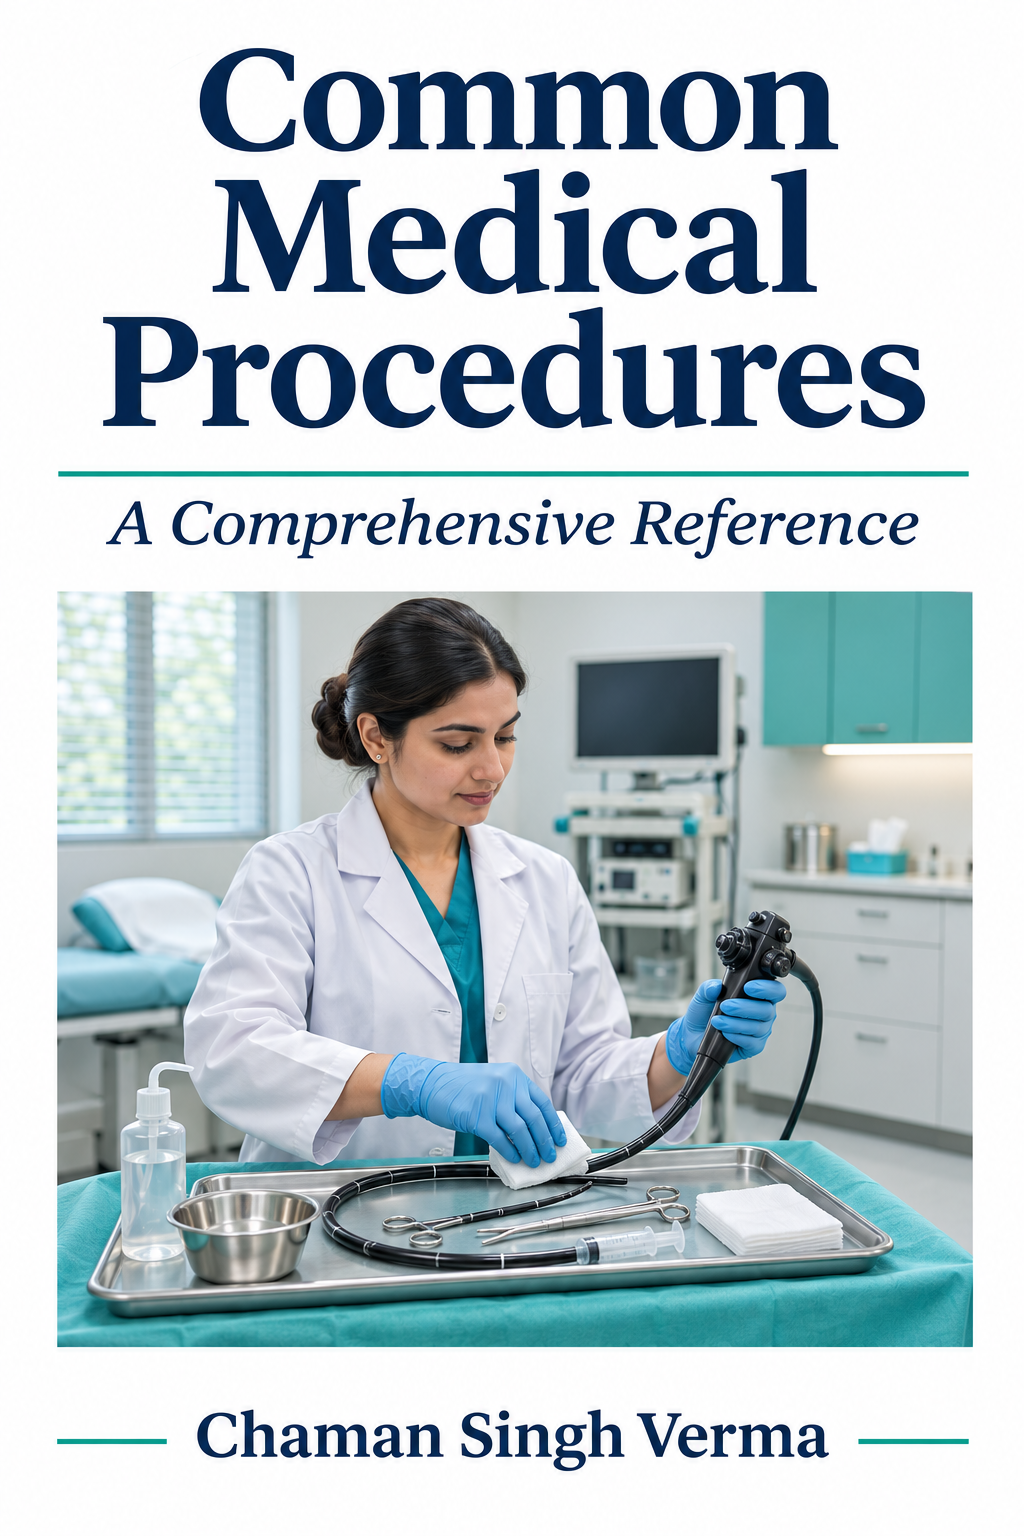 Common
Medical
Procedures
A Comprehensive Reference
Chaman Singh Verma